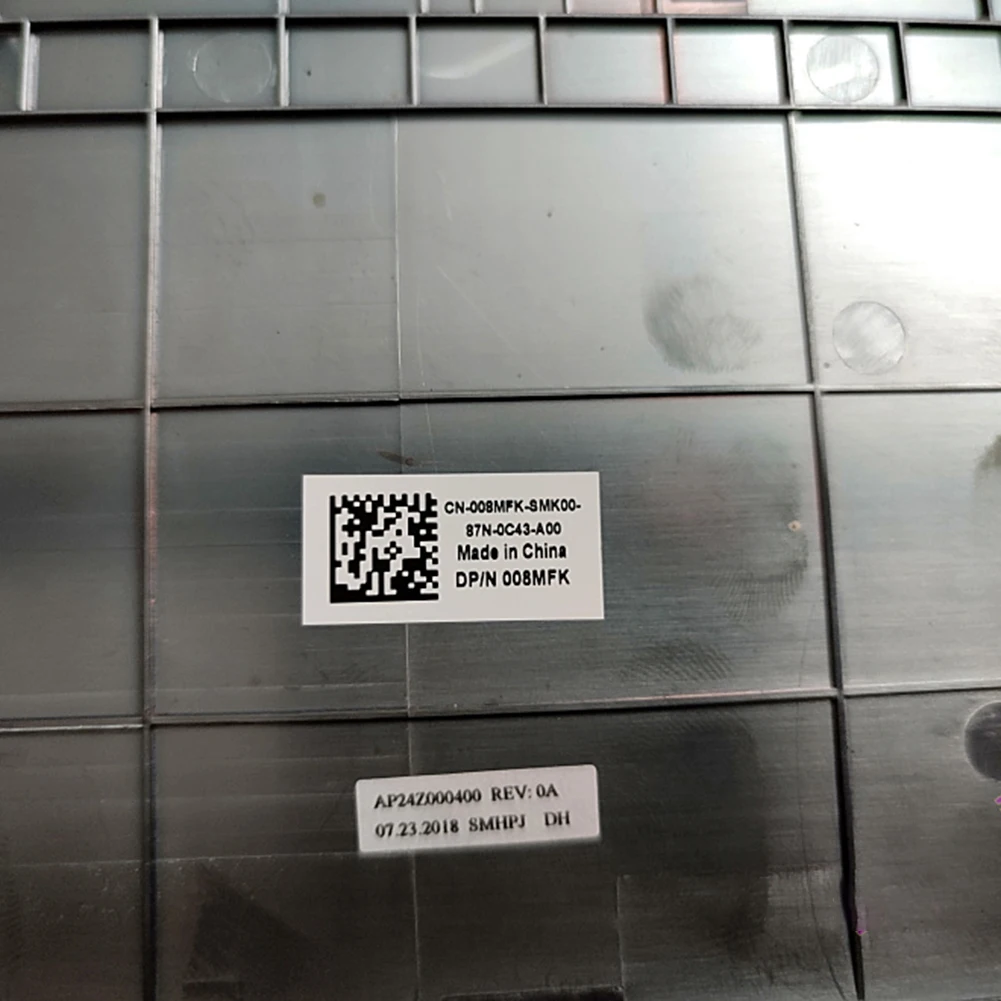 CN-008MFK-SMK00-
87N-0C43-A00
Made in China
DP/N 008MFK
AP24Z000400 REV: 0A
07.23.2018 SMHPJ DH